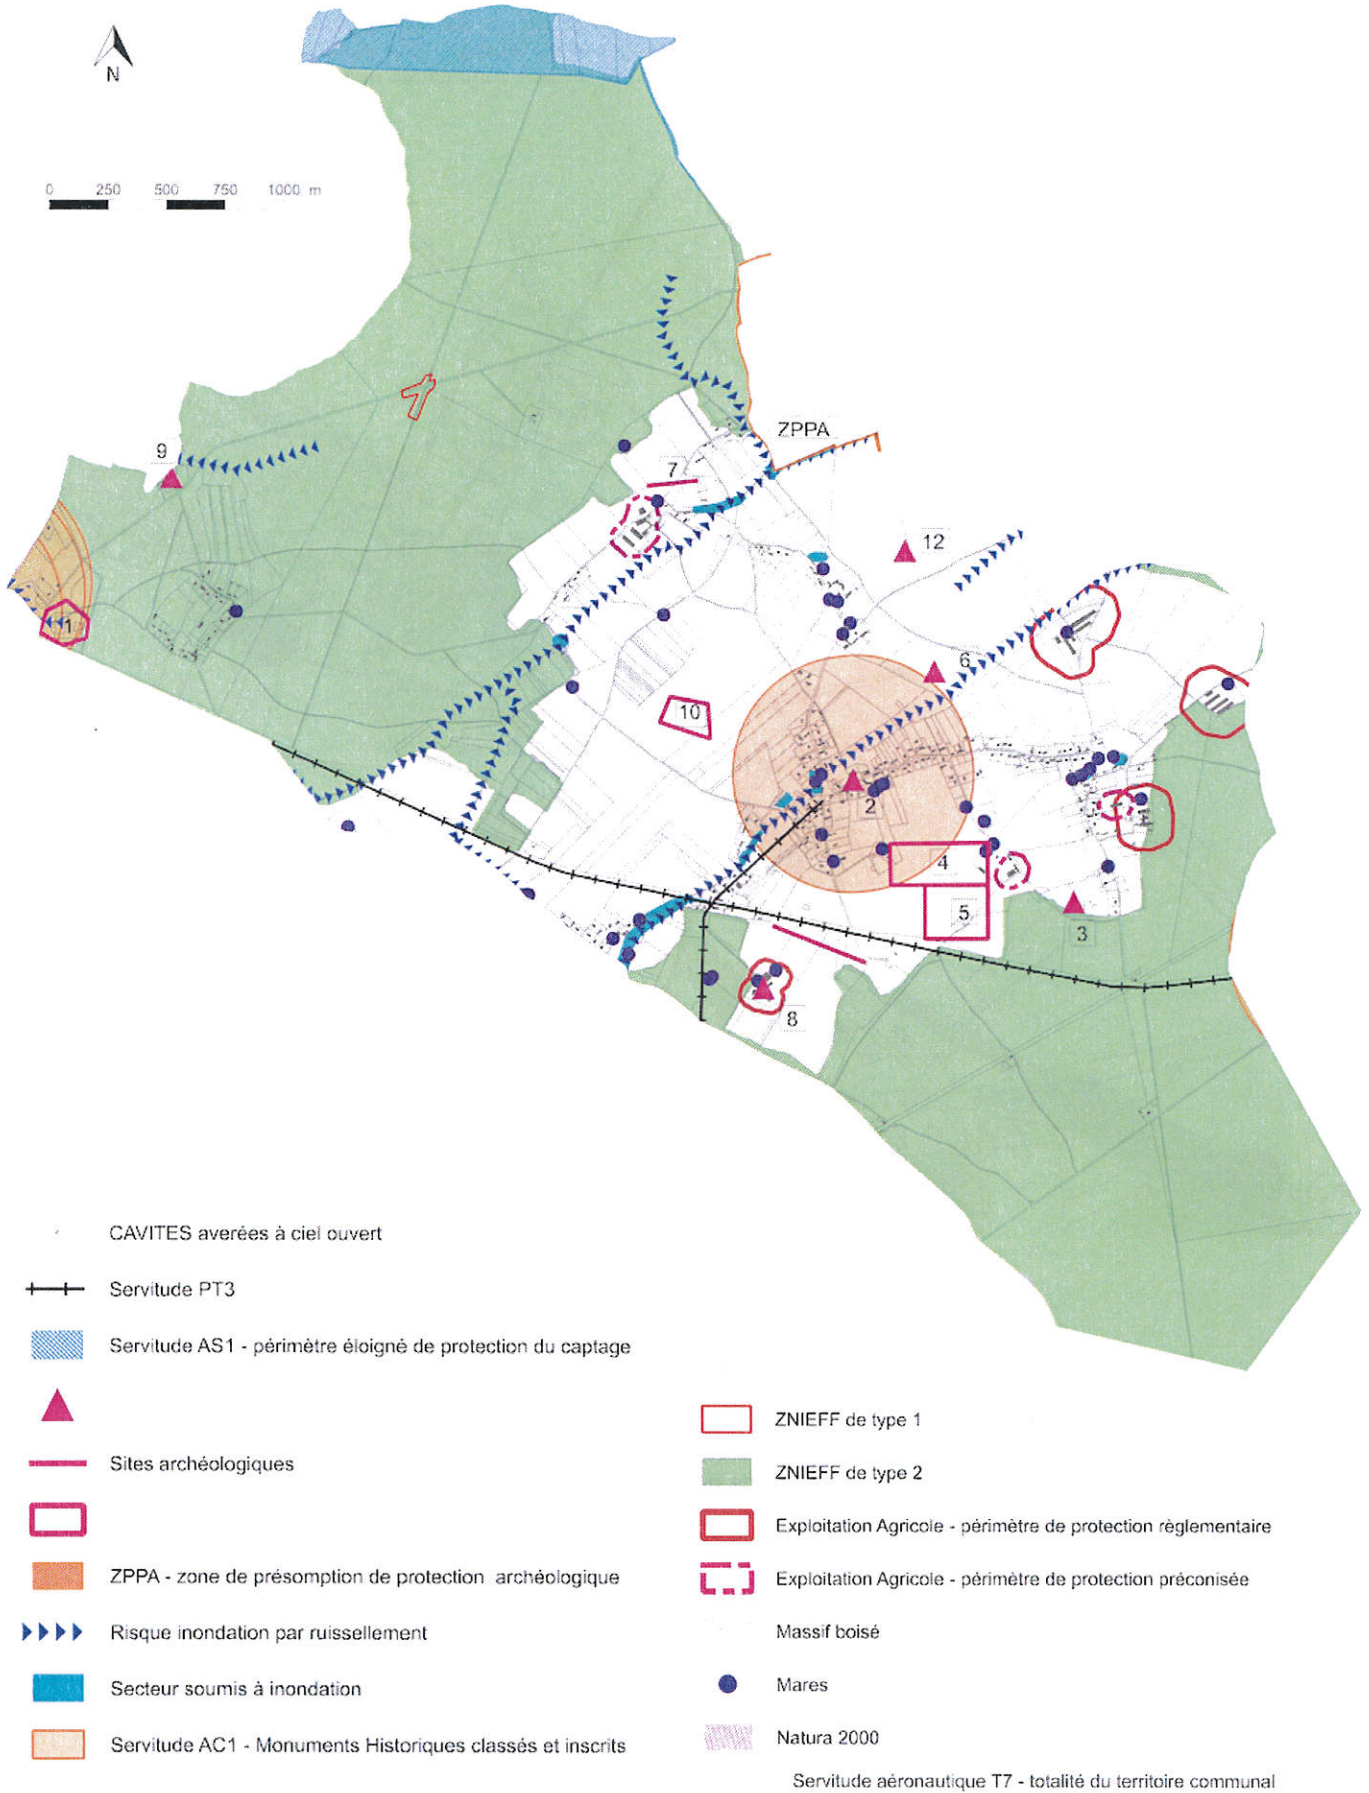 N
0 250 500 750 1000 m
ZPPA
9
7
12
1
6
10
2
4
5
3
8
CAVITES averées à ciel ouvert
Servitude PT3
Servitude AS1 - périmètre éloigné de protection du captage
Sites archéologiques
ZPPA - zone de présomption de protection archéologique
Risque inondation par ruissellement
Secteur soumis à inondation
Servitude AC1 - Monuments Historiques classés et inscrits
ZNIEFF de type 1
ZNIEFF de type 2
Exploitation Agricole - périmètre de protection règlementaire
Exploitation Agricole - périmètre de protection préconisée
Massif boisé
Mares
Natura 2000
Servitude aéronautique T7 - totalité du territoire communal